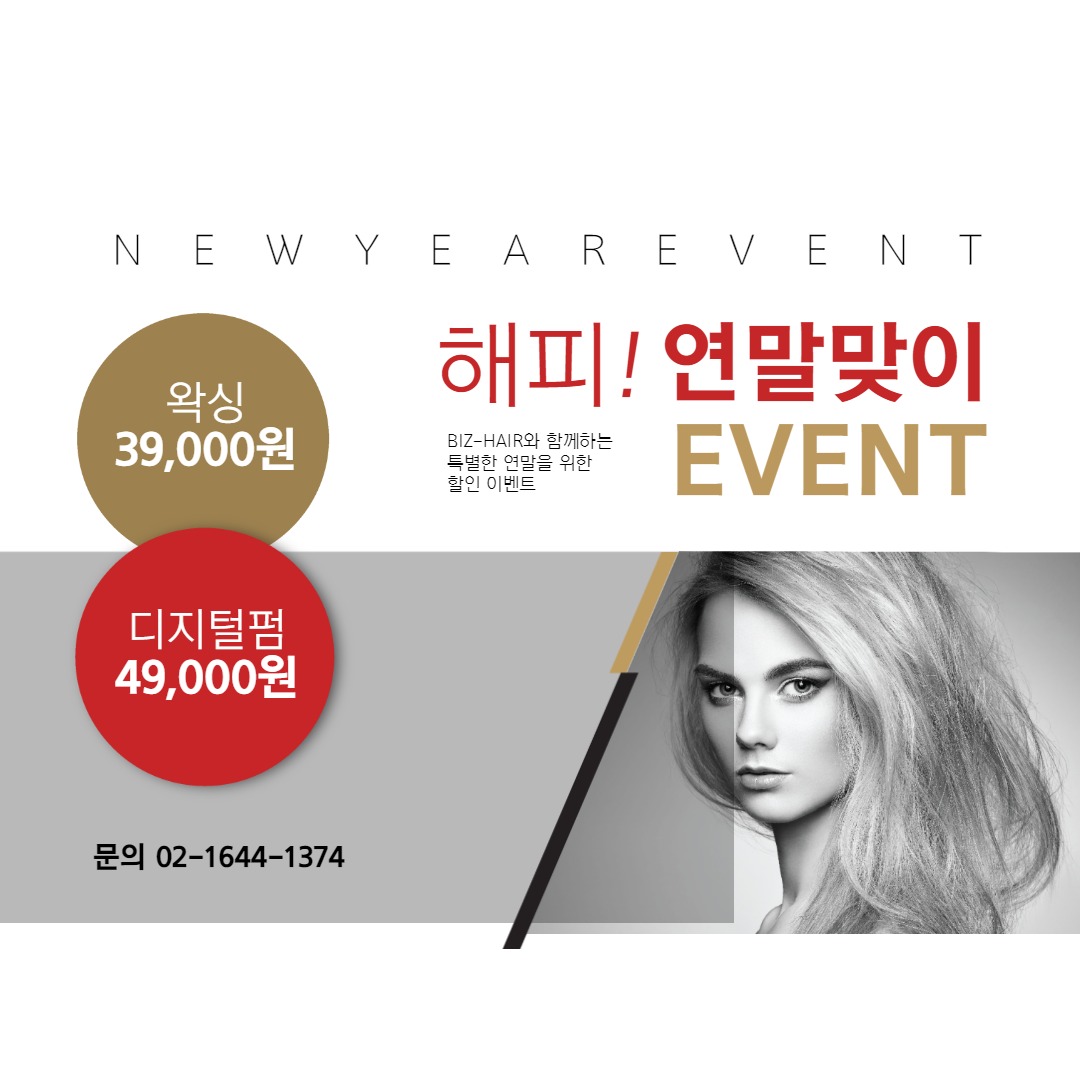 NEWYEAREVENT
해피! 연말맞이
EVENT
BIZ-HAIR와 함께하는
특별한 연말을 위한
할인 이벤트
왁싱
39,000원
디지털펌
49,000원
문의 02-1644-1374